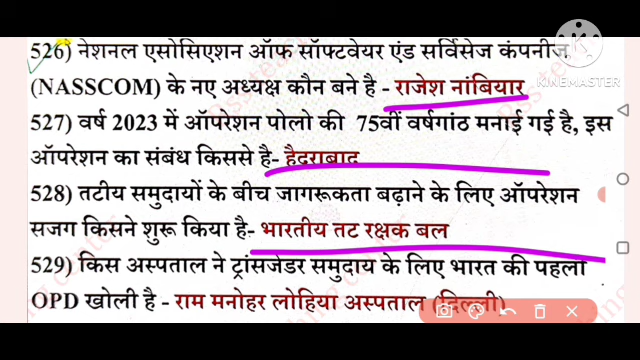 526) नेशनल एसोसिएशन ऑफ सॉफ्टवेयर एंड सर्विसेज कंपनीज
(NASSCOM) के नए अध्यक्ष कौन बने है - राजेश नांबियार
527) वर्ष 2023 में ऑपरेशन पोलो की 75वीं वर्षगांठ मनाई गई है, इस
ऑपरेशन का संबंध किससे है- हैदराबाद
528) तटीय समुदायों के बीच जागरूकता बढ़ाने के लिए ऑपरेशन
सजग किसने शुरू किया है- भारतीय तट रक्षक बल
529) किस अस्पताल ने ट्रांसजेंडर समुदाय के लिए भारत की पहली
OPD खोली है - राम मनोहर लोहिया अस्पताल (दिल्ली)
KINEMASTER